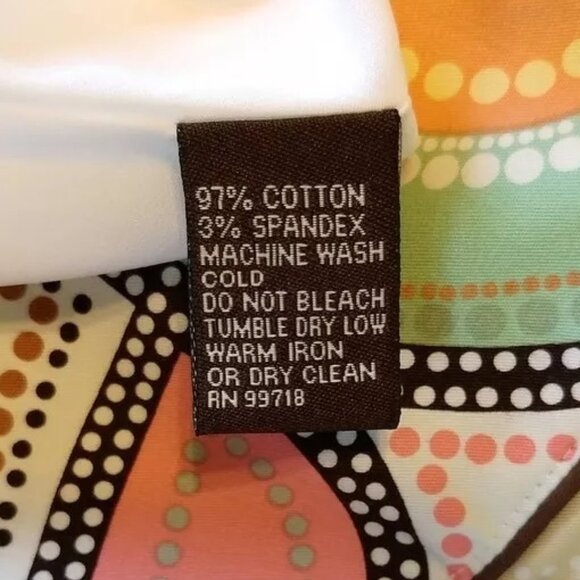 97% COTTON
3% SPANDEX
MACHINE WASH
COLD
DO NOT BLEACH
TUMBLE DRY LOW
WARM IRON
OR DRY CLEAN
RN 99718